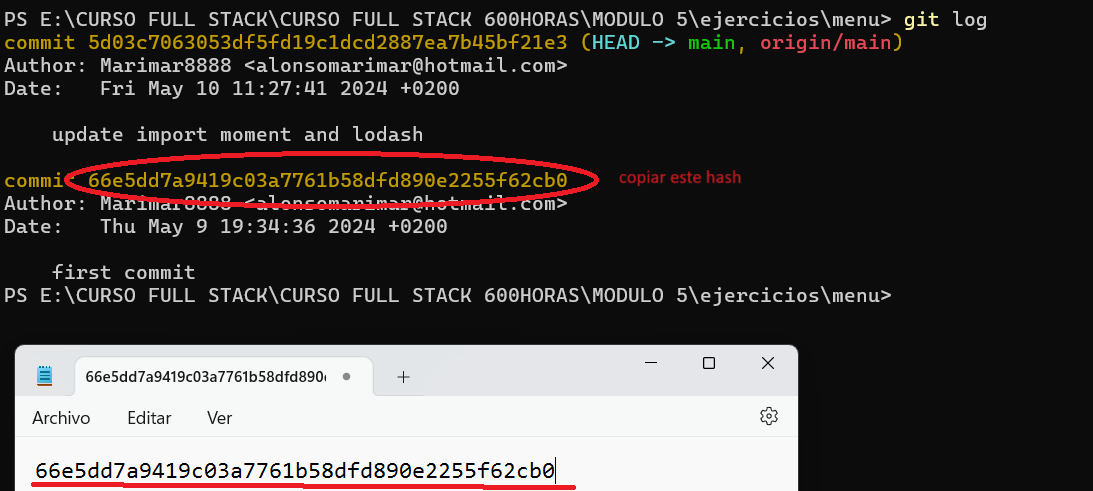 PS E:\CURSO FULL STACK\CURSO FULL STACK 600HORAS\MODULO 5\ejercicios\menu> git log
commit 5d03c7063053df5fd19c1dcd2887ea7b45bf21e3 (HEAD -> main, origin/main)
Author: Marimar8888 <alonsomarimar@hotmail.com>
Date:   Fri May 10 11:27:41 2024 +0200
update import moment and lodash
commit 66e5dd7a9419c03a7761b58dfd890e2255f62cb0 copiar este hash
Author: Marimar8888 <alonsomarimar@hotmail.com>
Date:   Thu May 9 19:34:36 2024 +0200
first commit
PS E:\CURSO FULL STACK\CURSO FULL STACK 600HORAS\MODULO 5\ejercicios\menu>
66e5dd7a9419c03a7761b58dfd890
Archivo Editar Ver
66e5dd7a9419c03a7761b58dfd890e2255f62cb0